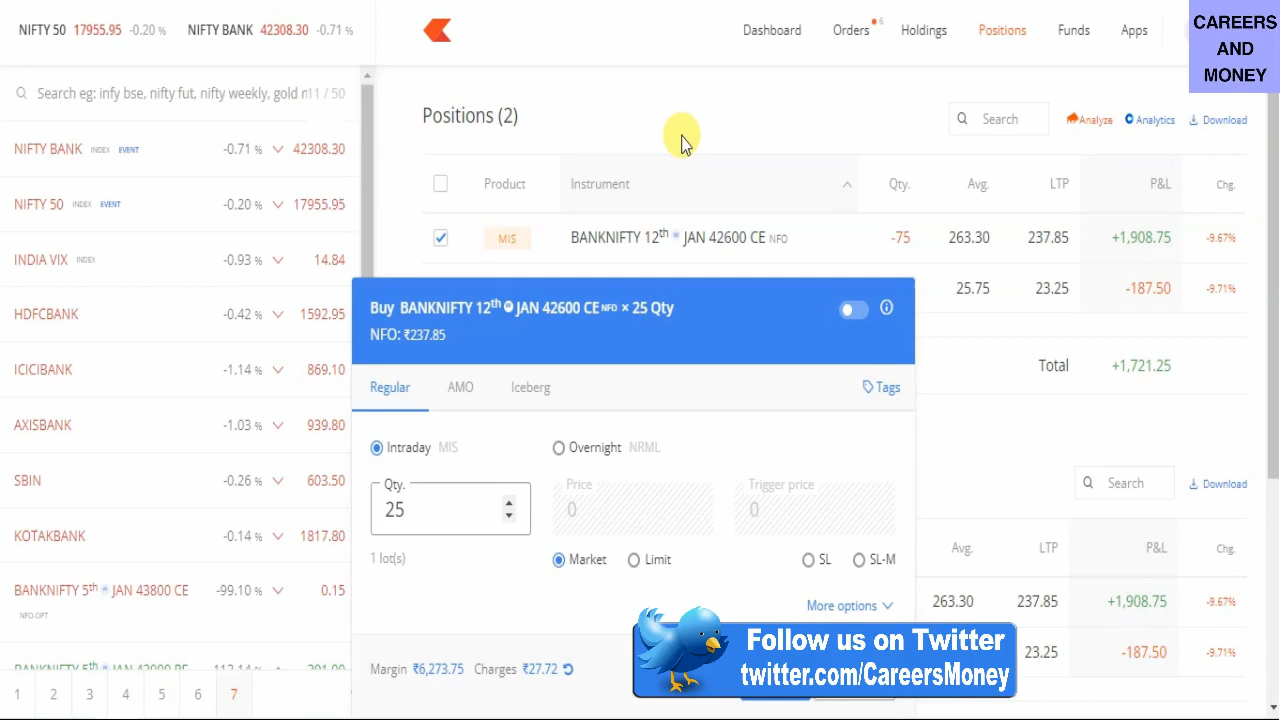 NIFTY 50 17955.95 -0.20 % NIFTY BANK 42308.30 -0.71 %
Dashboard Orders 6 Holdings Positions Funds Apps
CAREERS
AND
MONEY
Search eg: infy bse, nifty fut, nifty weekly, gold m 11 / 50
NIFTY BANK INDEX EVENT -0.71 % 42308.30
NIFTY 50 INDEX EVENT -0.20 % 17955.95
INDIA VIX INDEX -0.93 % 14.84
HDFCBANK -0.42 % 1592.95
ICICIBANK -1.14 % 869.10
AXISBANK -1.03 % 939.80
SBIN -0.26 % 603.50
KOTAKBANK -0.14 % 1817.80
BANKNIFTY 5th W JAN 43800 CE -99.10 % 0.15
NFO-OPT
1 2 3 4 5 6 7
Positions (2)
Search Analyze Analytics Download
Product Instrument Qty. Avg. LTP P&L Chg.
MIS BANKNIFTY 12th W JAN 42600 CE NFO -75 263.30 237.85 +1,908.75 -9.67%
25.75 23.25 -187.50 -9.71%
Total +1,721.25
Buy BANKNIFTY 12th W JAN 42600 CE NFO × 25 Qty
NFO: ₹237.85
Regular AMO Iceberg Tags
Intraday MIS Overnight NRML
Qty. Price Trigger price
25 0 0
1 lot(s) Market Limit SL SL-M
More options
Margin ₹6,273.75 Charges ₹27.72
Search Download
Avg. LTP P&L Chg.
263.30 237.85 +1,908.75 -9.67%
23.25 -187.50 -9.71%
Follow us on Twitter
twitter.com/CareersMoney